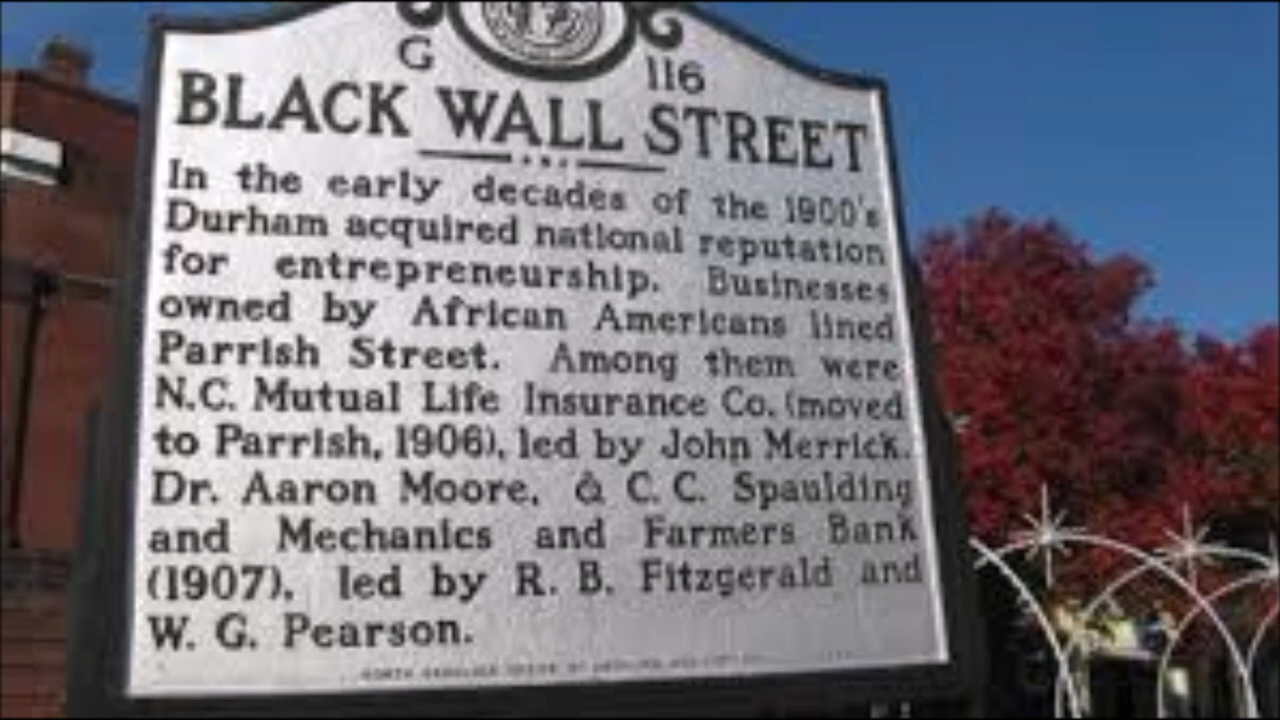 G 116
BLACK WALL STREET
In the early decades of the 1900's
Durham acquired national reputation
for entrepreneurship. Businesses
owned by African Americans lined
Parrish Street. Among them were
N.C. Mutual Life Insurance Co. (moved
to Parrish, 1906), led by John Merrick,
Dr. Aaron Moore, & C. C. Spaulding
and Mechanics and Farmers Bank
(1907), led by R. B. Fitzgerald and
W. G. Pearson.
NORTH CAROLINA